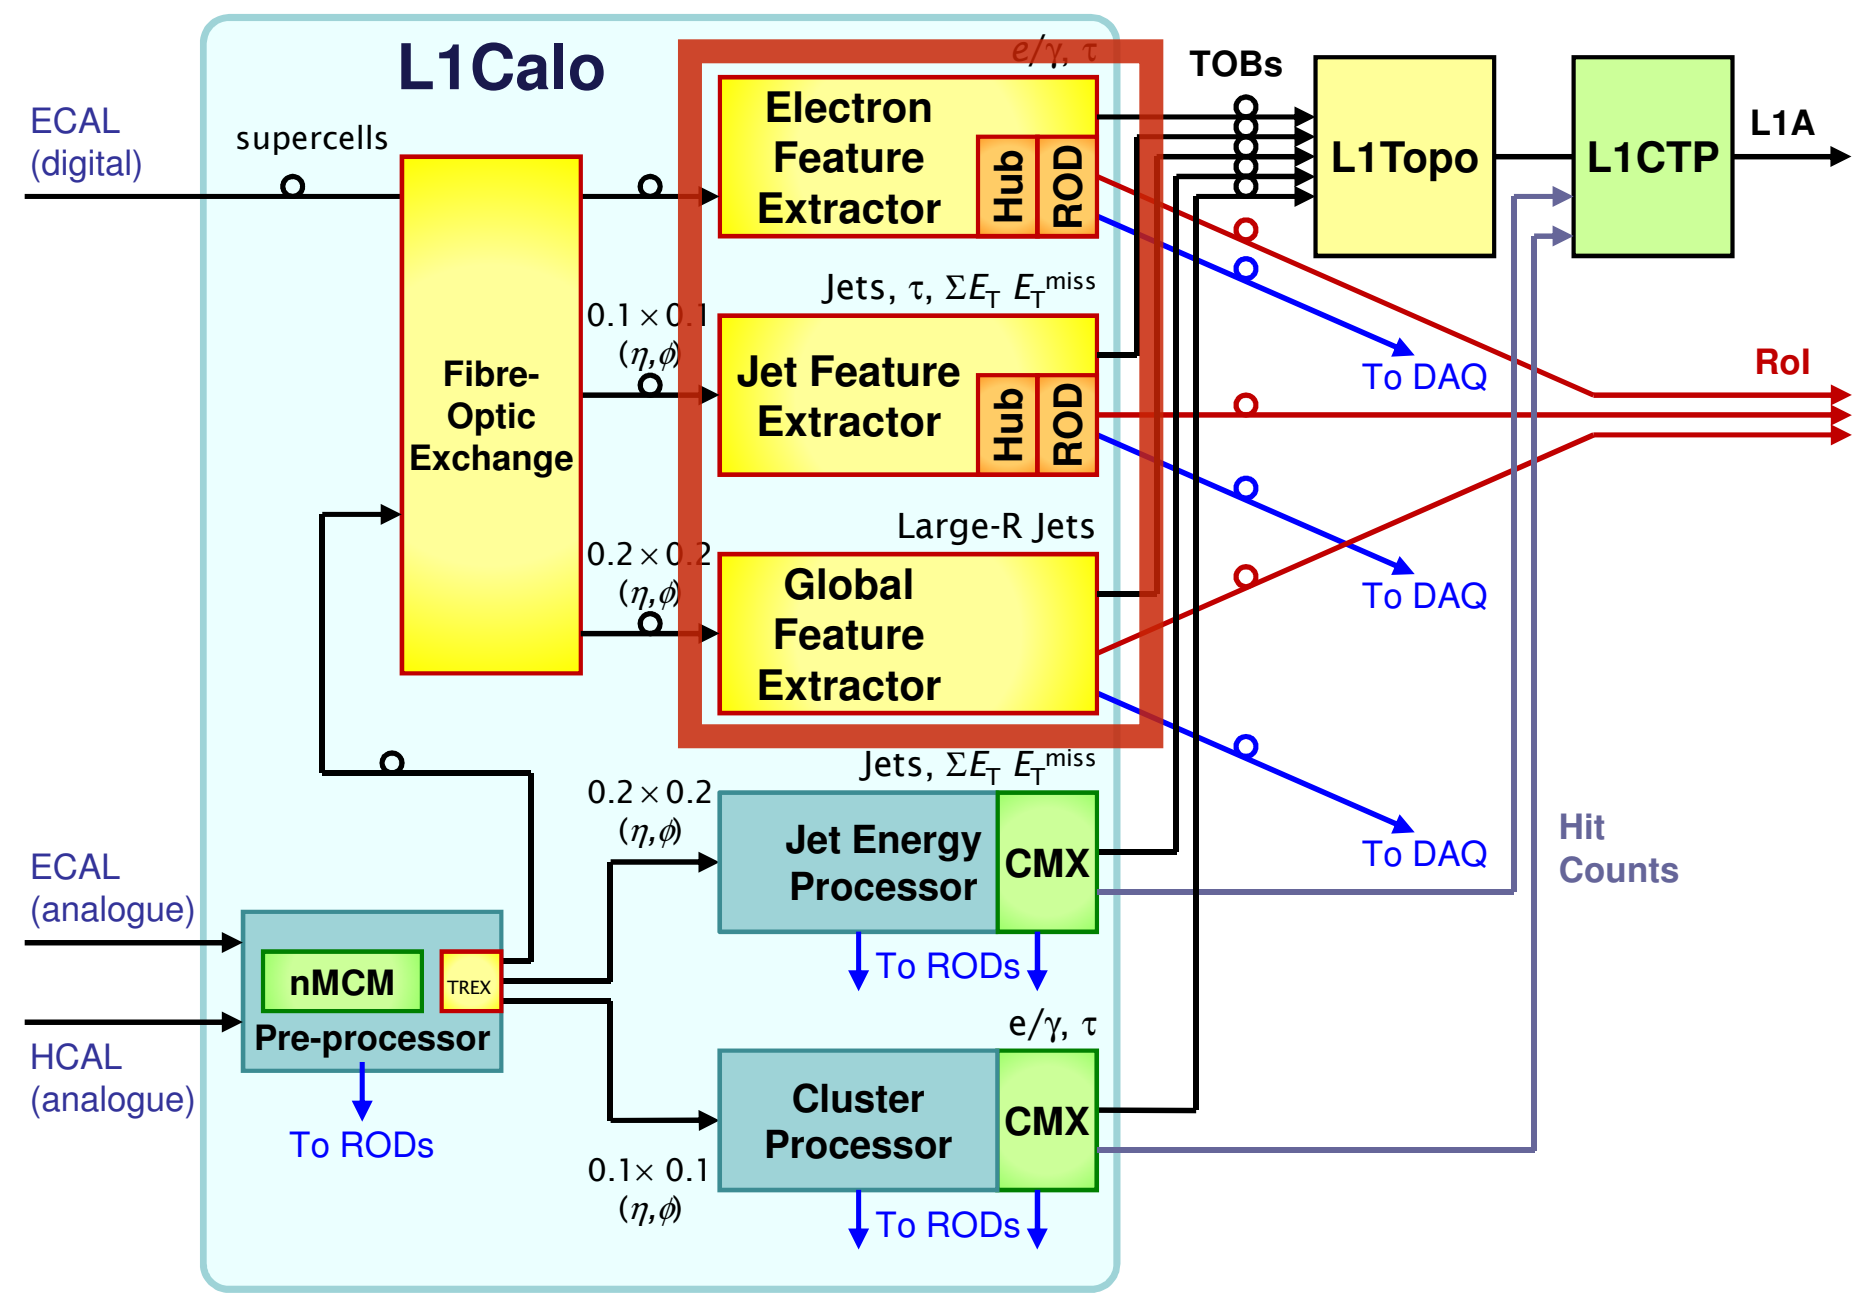 L1Calo
e/γ, τ
TOBs
ECAL
(digital)
supercells
Electron
Feature
Extractor
Hub
ROD
L1Topo
L1CTP
L1A
Jets, τ, ΣE_T E_T^miss
0.1×0.1
(η,ϕ)
Fibre-
Optic
Exchange
Jet Feature
Extractor
Hub
ROD
To DAQ
RoI
Large-R Jets
0.2×0.2
(η,ϕ)
Global
Feature
Extractor
To DAQ
Jets, ΣE_T E_T^miss
0.2×0.2
(η,ϕ)
Jet Energy
Processor
CMX
To DAQ
Hit
Counts
ECAL
(analogue)
To RODs
nMCM
TREX
Pre-processor
HCAL
(analogue)
To RODs
e/γ, τ
Cluster
Processor
CMX
0.1× 0.1
(η,ϕ)
To RODs